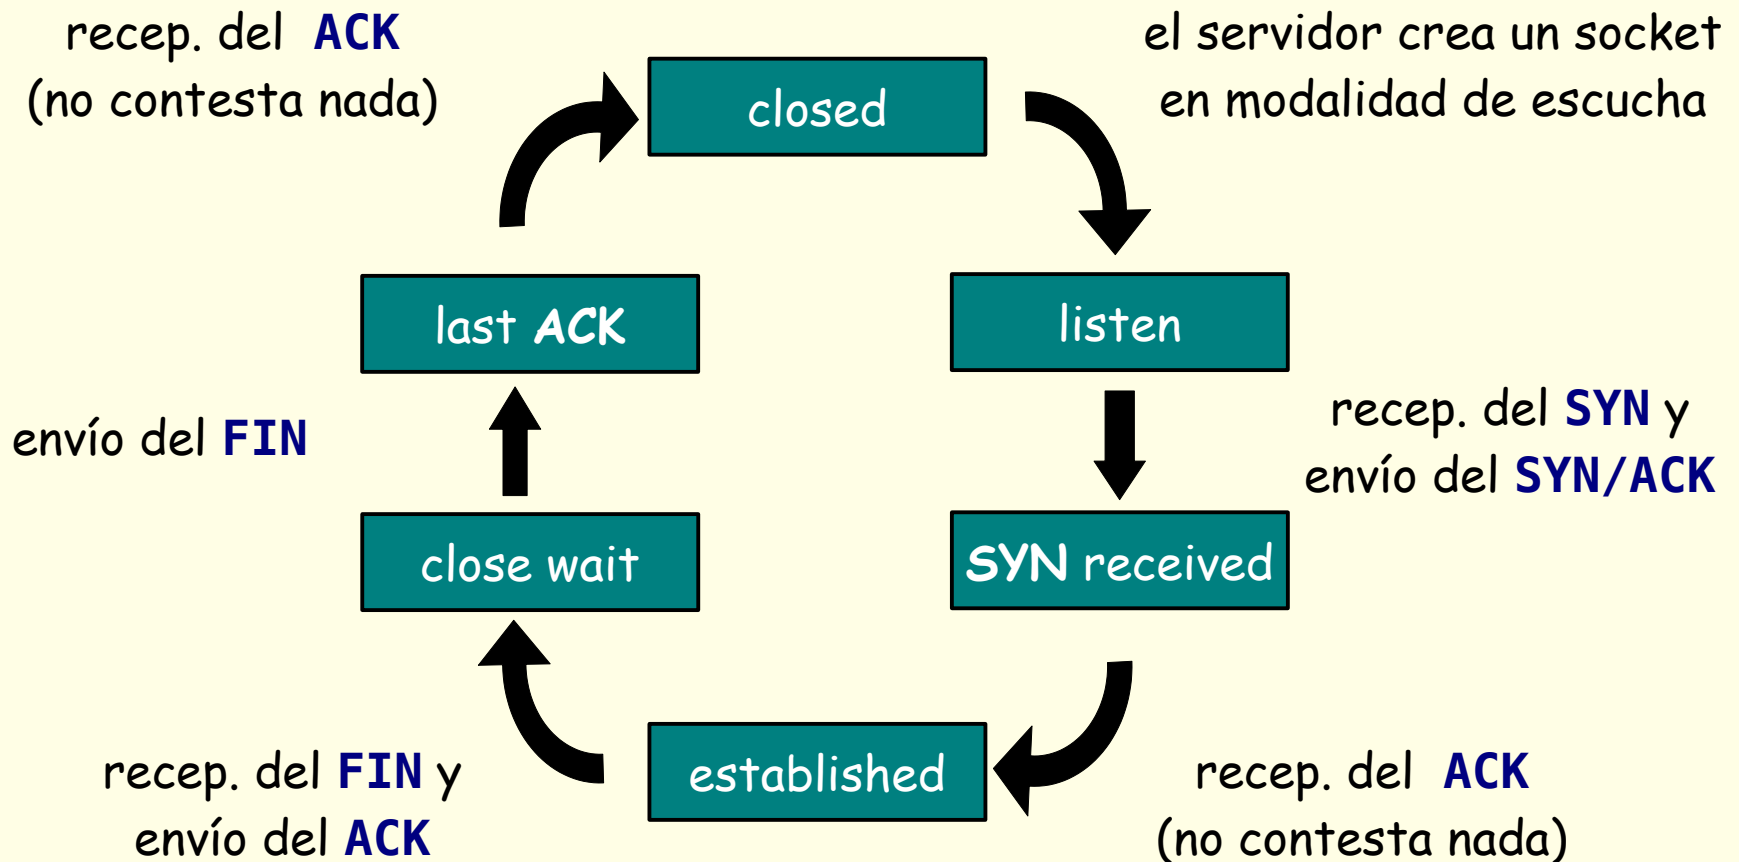 recep. del ACK
(no contesta nada)
closed
el servidor crea un socket
en modalidad de escucha
last ACK
listen
envío del FIN
recep. del SYN y
envío del SYN/ACK
close wait
SYN received
recep. del FIN y
envío del ACK
established
recep. del ACK
(no contesta nada)